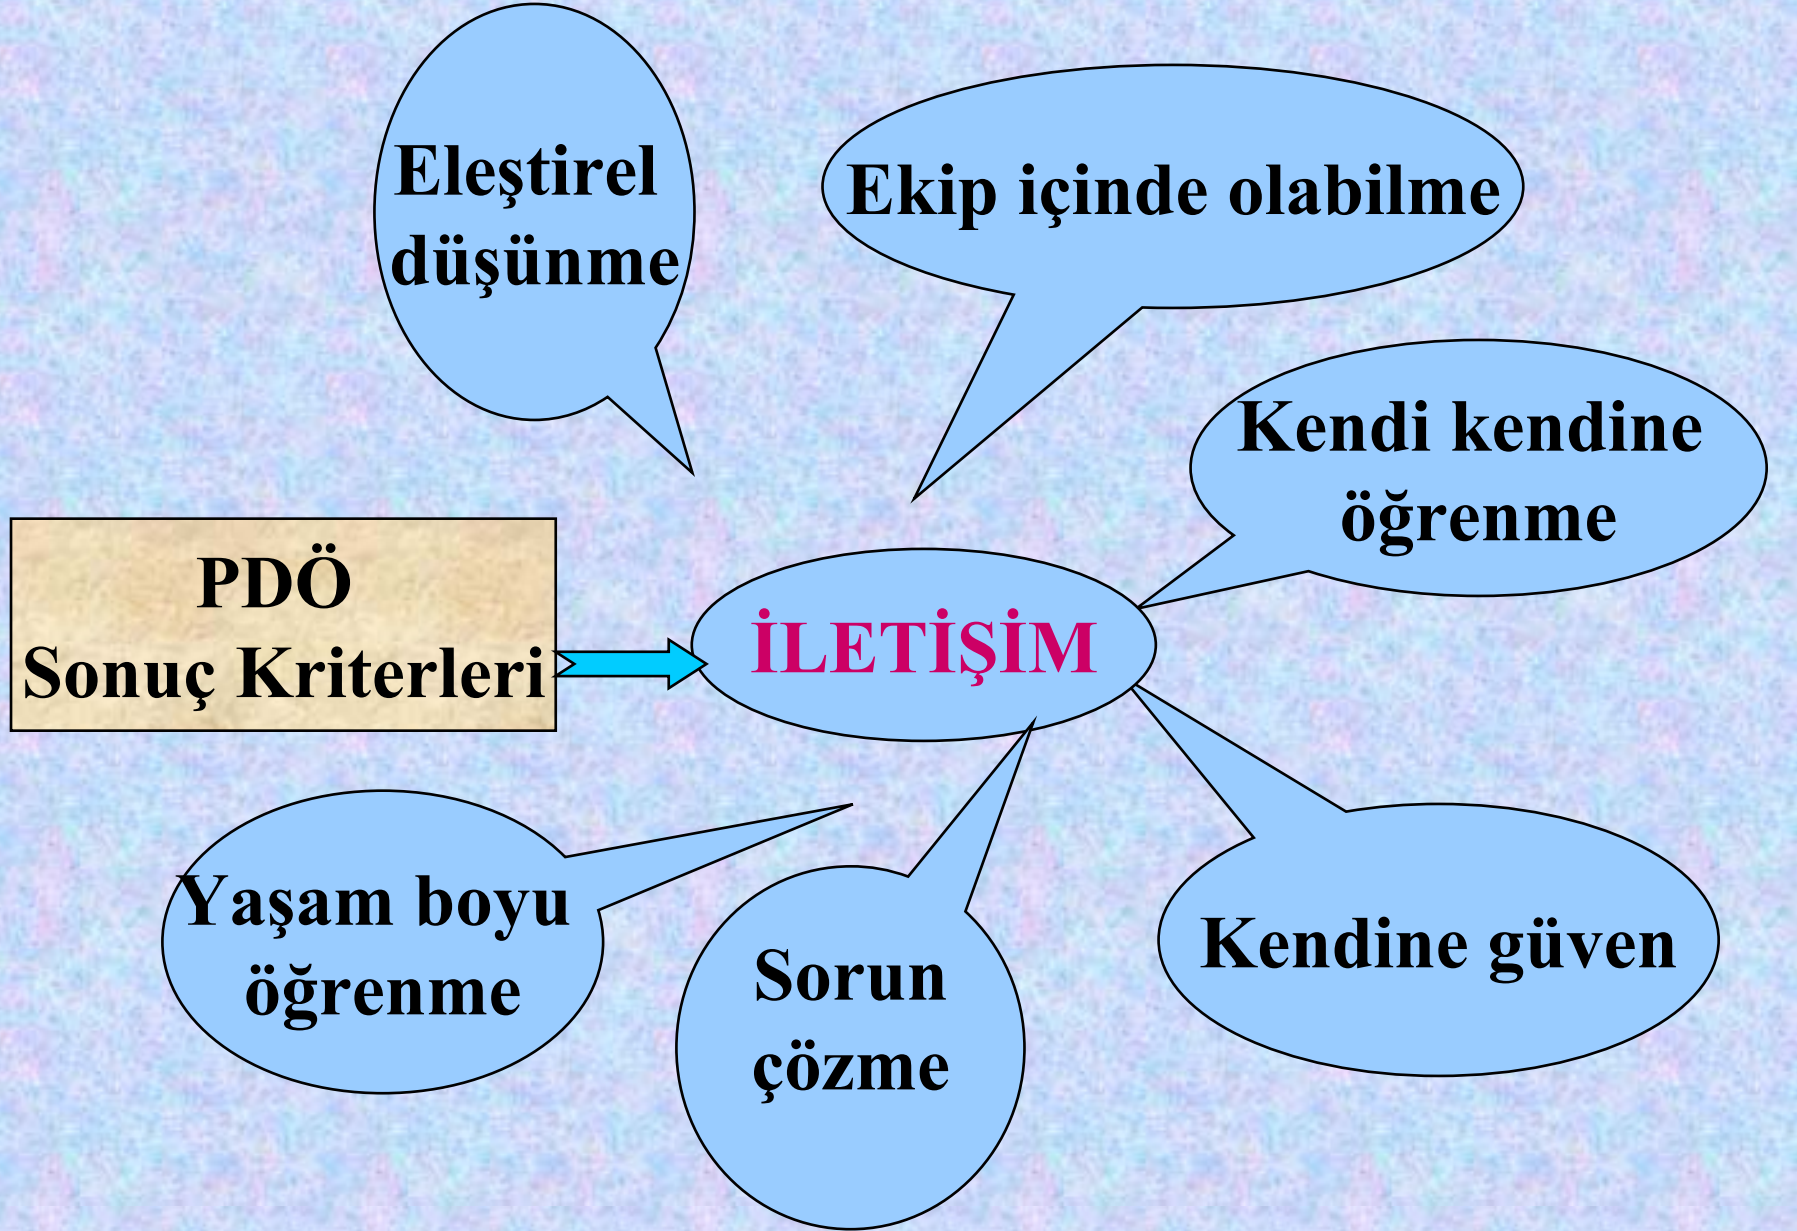 Eleştirel
düşünme
Ekip içinde olabilme
Kendi kendine
öğrenme
PDÖ
Sonuç Kriterleri
İLETİŞİM
Yaşam boyu
öğrenme
Sorun
çözme
Kendine güven